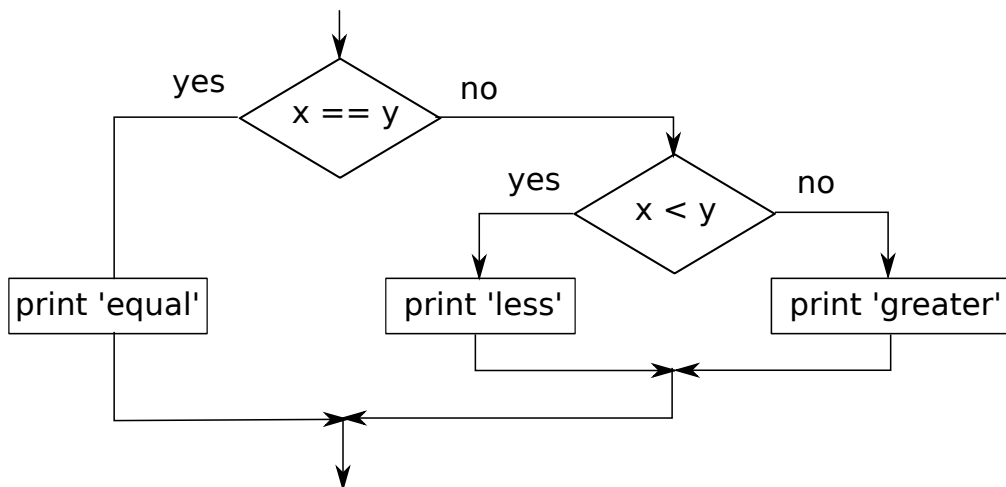 yes
x == y
no
yes
x < y
no
print 'equal'
print 'less'
print 'greater'